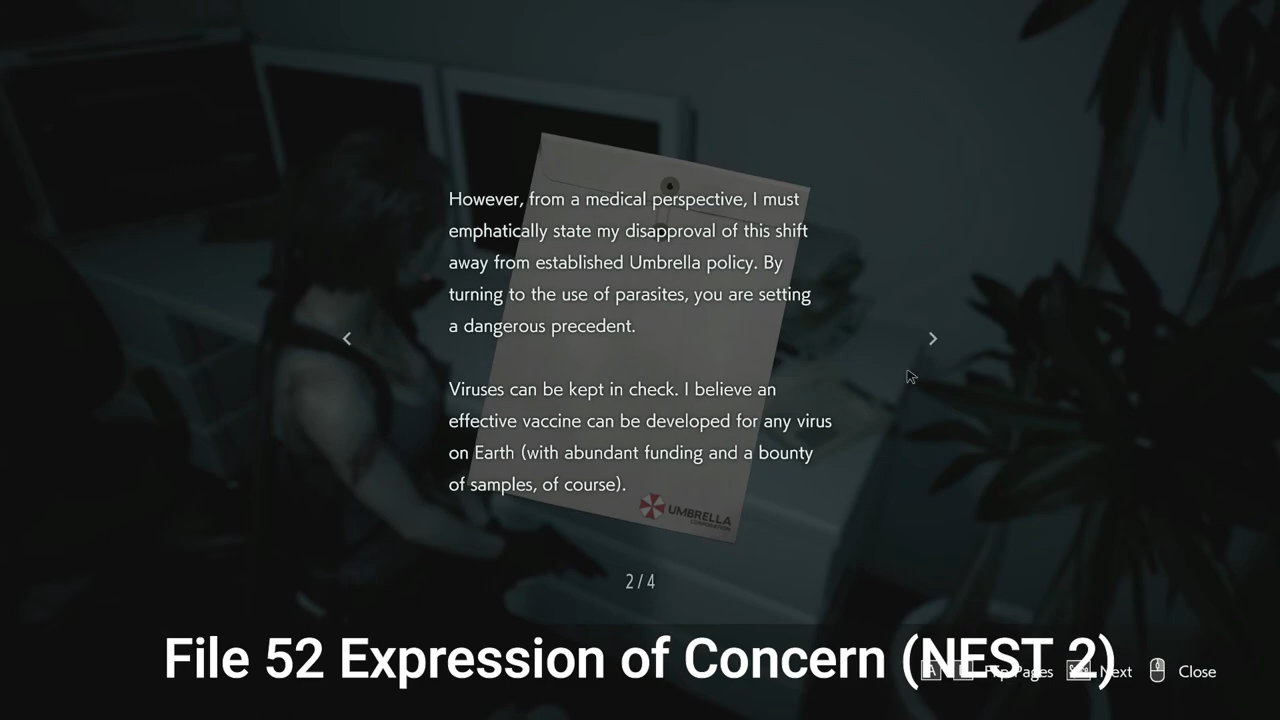 However, from a medical perspective, I must
emphatically state my disapproval of this shift
away from established Umbrella policy. By
turning to the use of parasites, you are setting
a dangerous precedent.
Viruses can be kept in check. I believe an
effective vaccine can be developed for any virus
on Earth (with abundant funding and a bounty
of samples, of course).
UMBRELLA
CORPORATION
2 / 4
File 52 Expression of Concern (NEST 2)
A Pages Next Close